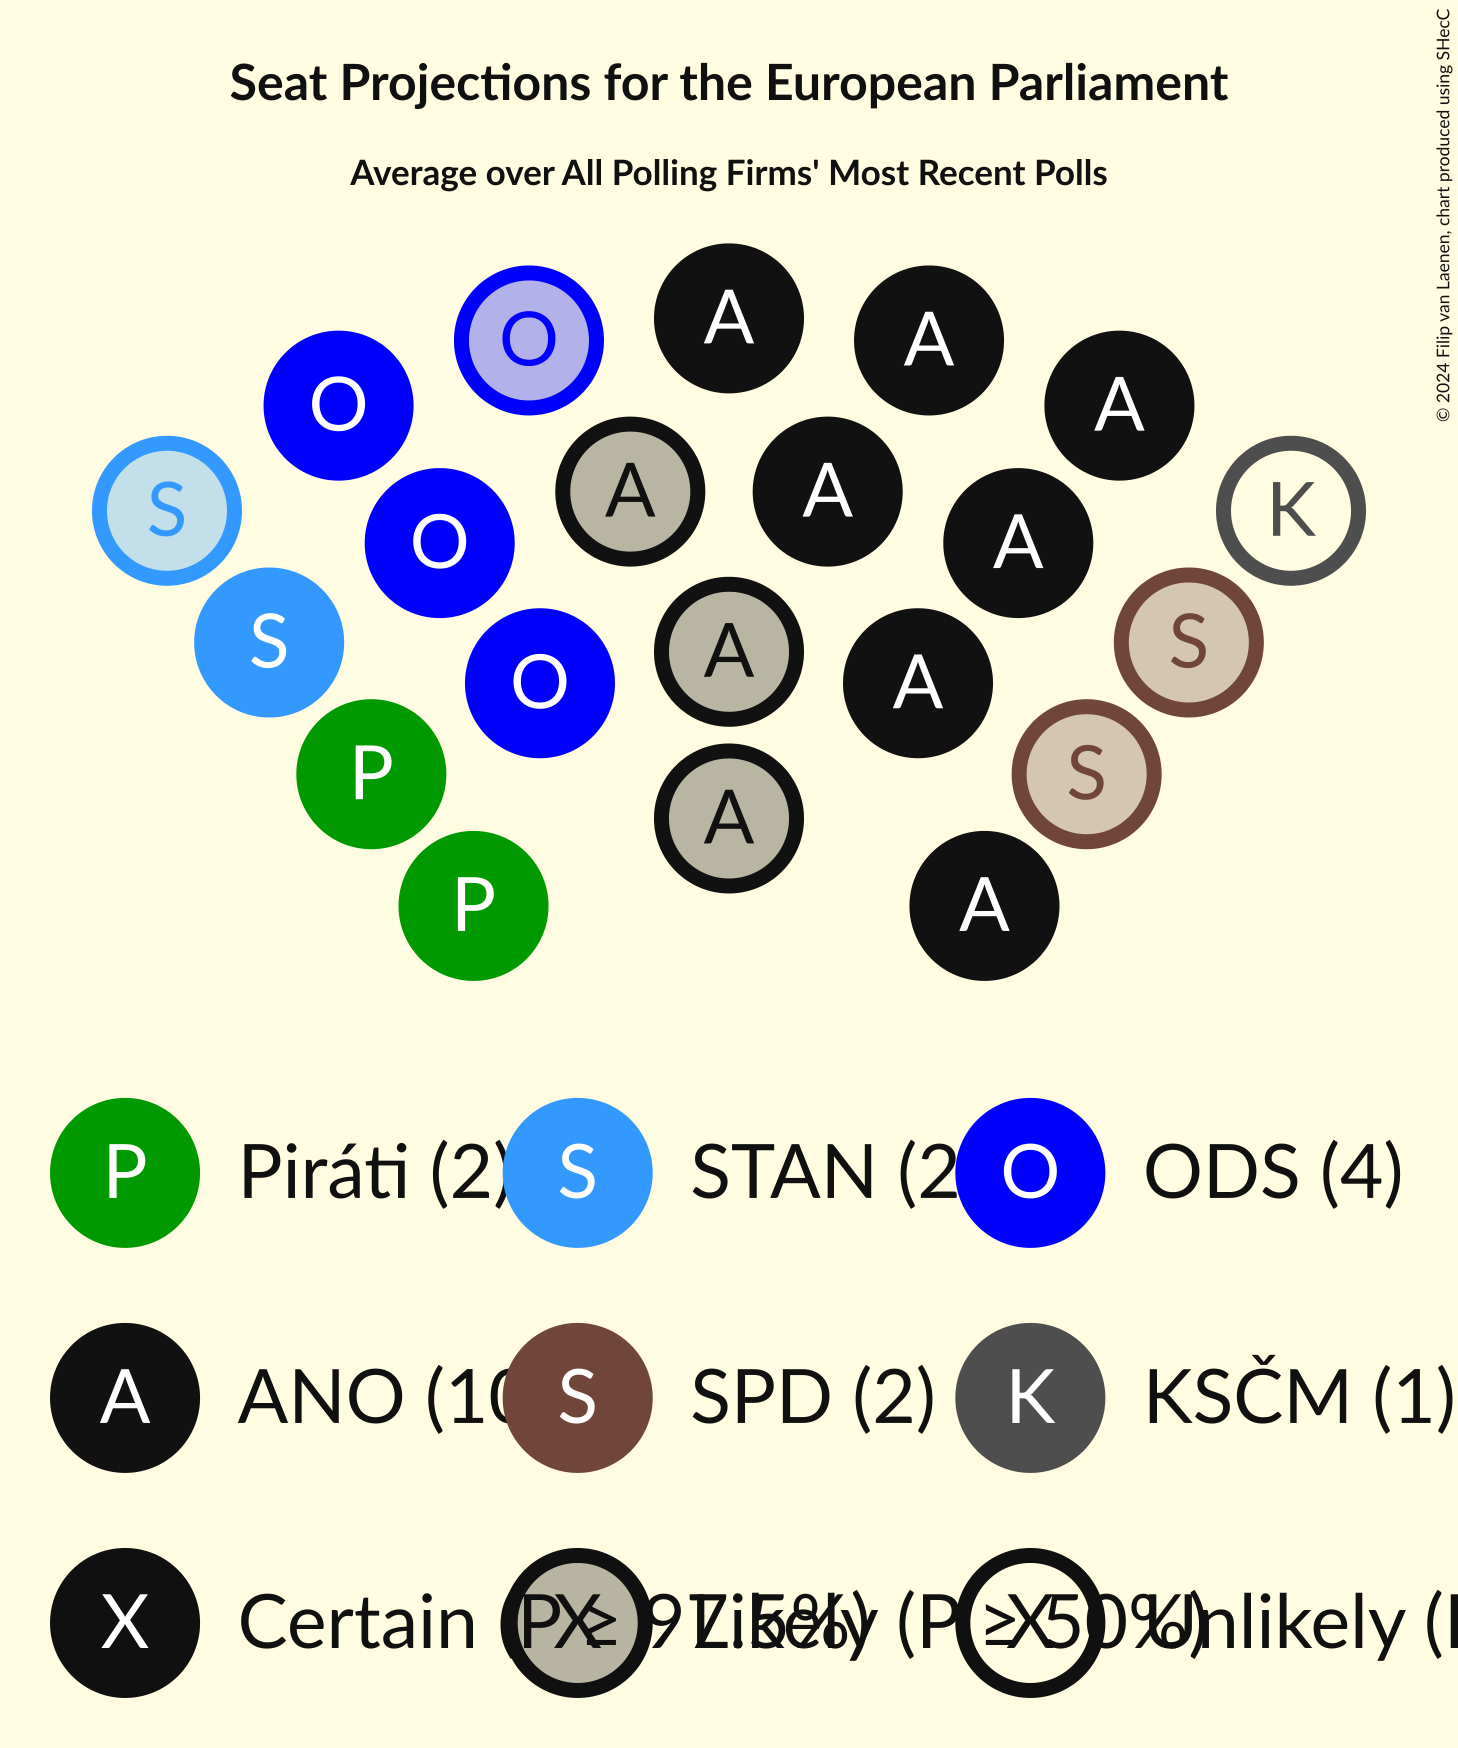 Seat Projections for the European Parliament
Average over All Polling Firms' Most Recent Polls
© 2024 Filip van Laenen, chart produced using SHecC
A
O A
O A
S A K
O A
O A
S A S
O A
P A S
A
P A
P Piráti (2) S STAN (2 O ODS (4)
A ANO (10 S SPD (2) K KSČM (1)
X Certain (P ≥ 97.5%) X Likely (P ≥ 50%) X Unlikely (